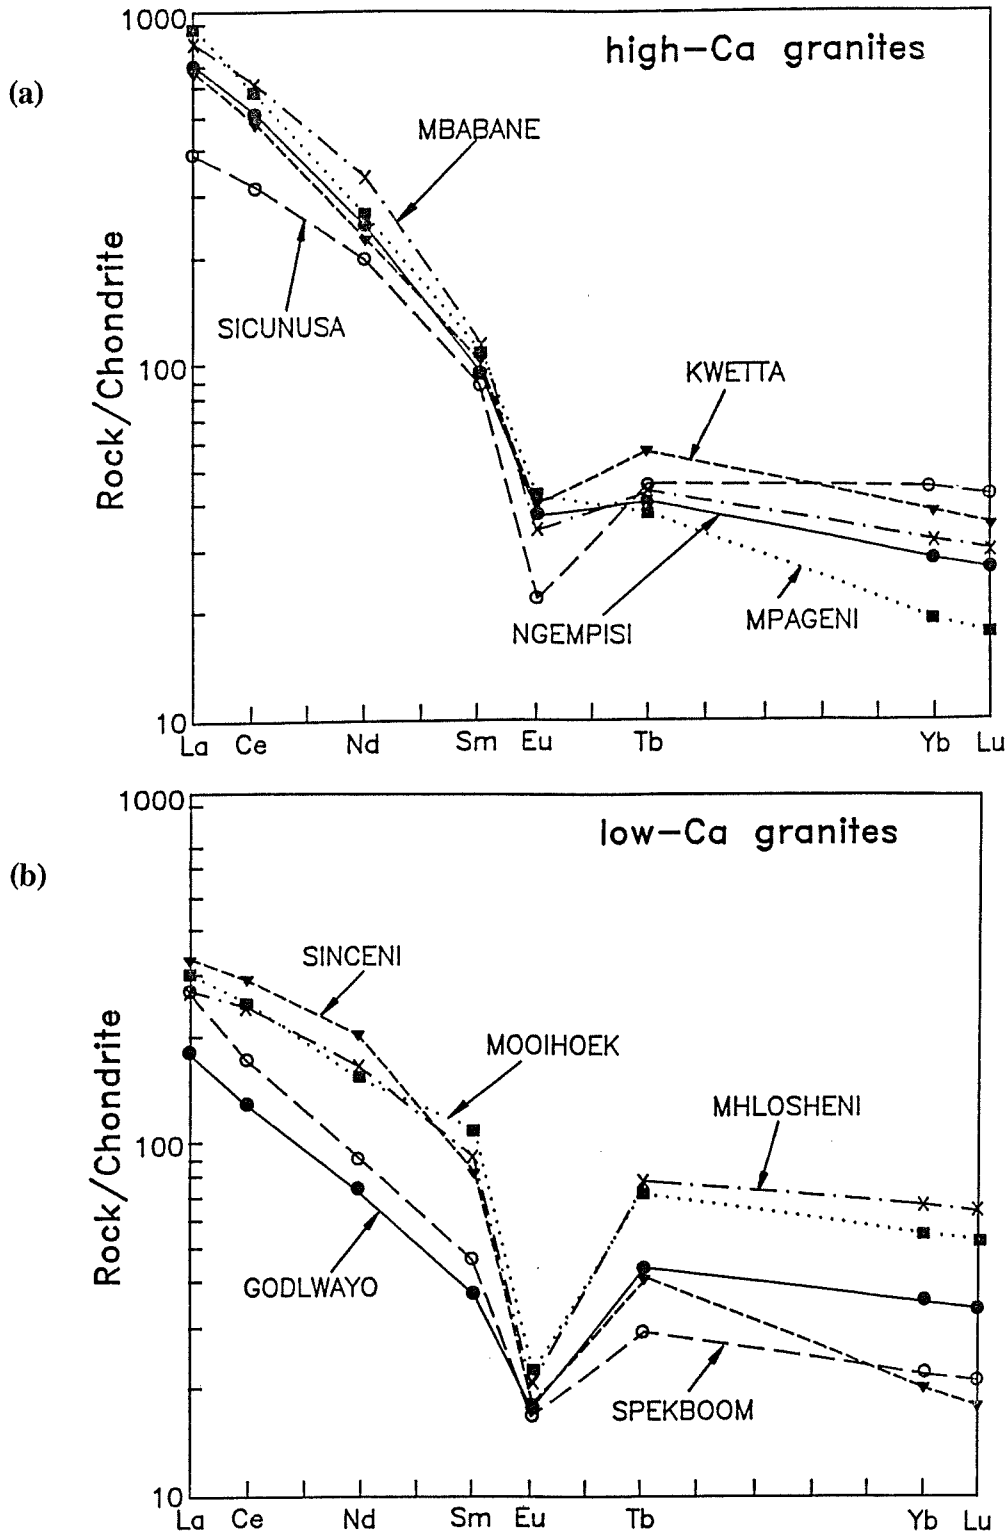 (a)
Rock/Chondrite
1000
100
10
high-Ca granites
MBABANE
SICUNUSA
KWETTA
NGEMPISI
MPAGENI
La Ce Nd Sm Eu Tb Yb Lu
(b)
Rock/Chondrite
1000
100
10
low-Ca granites
SINCENI
MOOIHOEK
MHLOSHENI
GODLWAYO
SPEKBOOM
La Ce Nd Sm Eu Tb Yb Lu